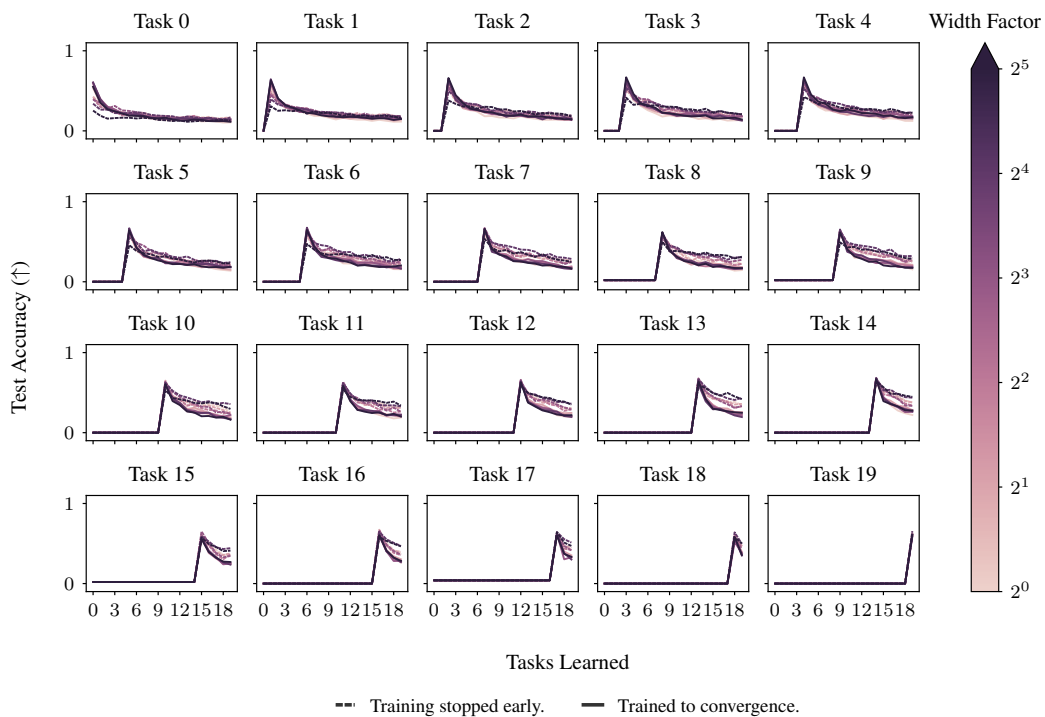 Task 0 Task 1 Task 2 Task 3 Task 4 Width Factor
1
0
2^5
2^4
2^3
2^2
2^1
2^0
Task 5 Task 6 Task 7 Task 8 Task 9
1
0
Test Accuracy (↑)
Task 10 Task 11 Task 12 Task 13 Task 14
1
0
Task 15 Task 16 Task 17 Task 18 Task 19
1
0
0 3 6 9 12 15 18 0 3 6 9 12 15 18 0 3 6 9 12 15 18 0 3 6 9 12 15 18 0 3 6 9 12 15 18
Tasks Learned
Training stopped early. Trained to convergence.